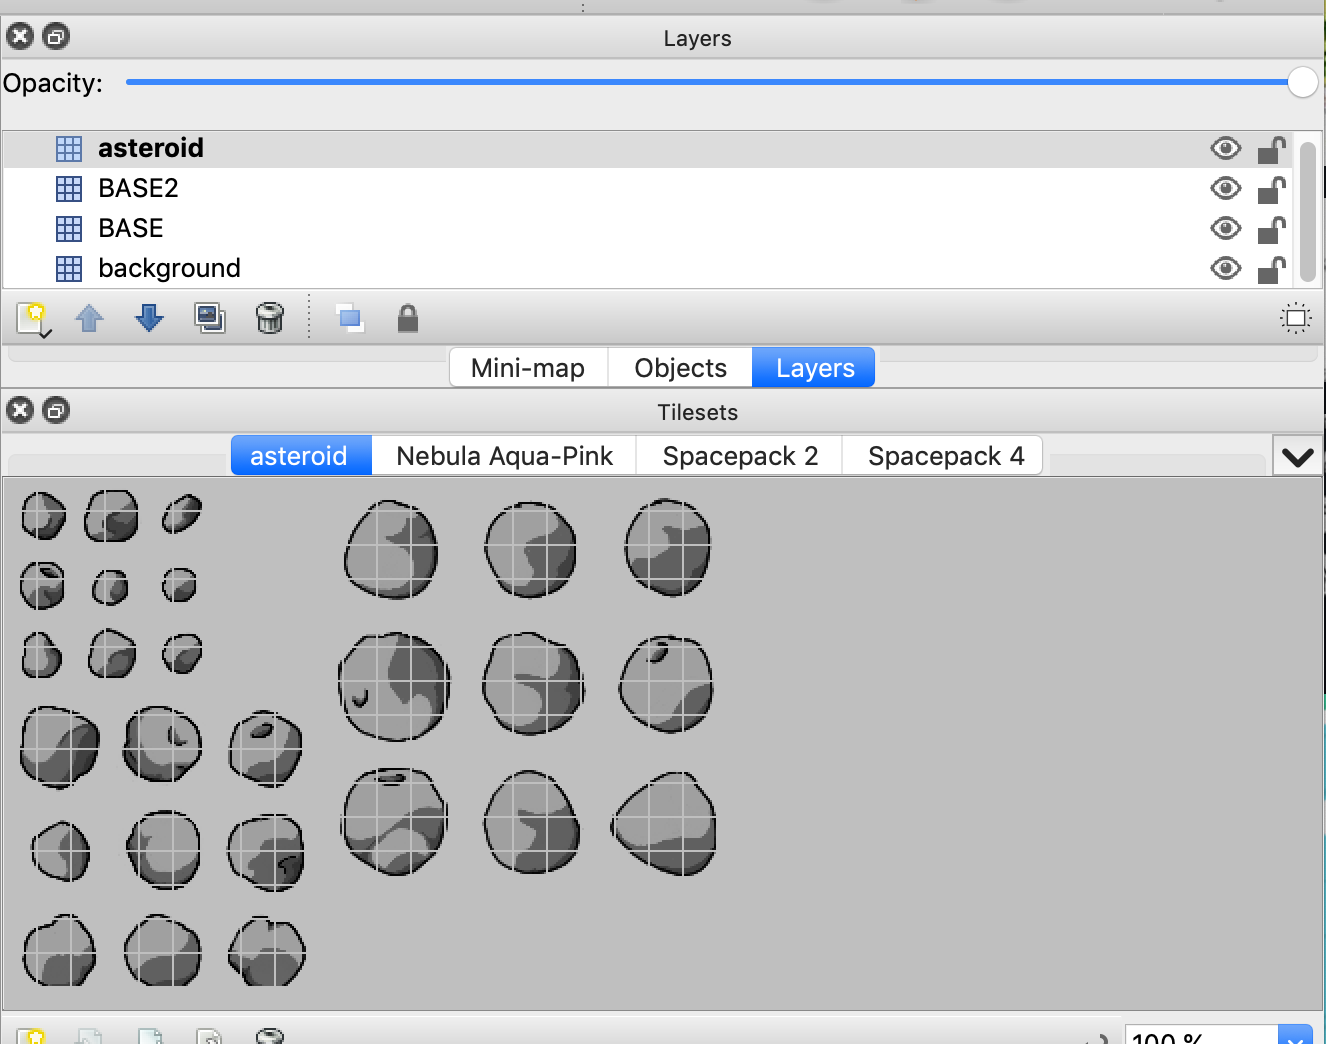 Layers
Opacity:
asteroid
BASE2
BASE
background
Mini-map Objects Layers
Tilesets
asteroid Nebula Aqua-Pink Spacepack 2 Spacepack 4
100 %